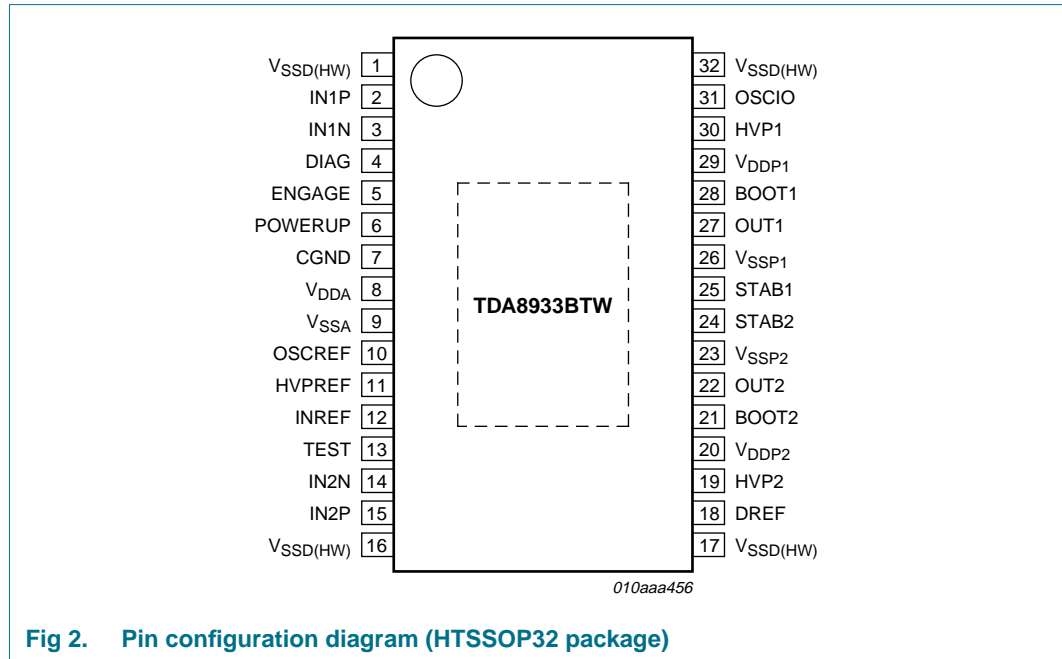 V_SSD(HW) 1
IN1P 2
IN1N 3
DIAG 4
ENGAGE 5
POWERUP 6
CGND 7
V_DDA 8
V_SSA 9
OSCREF 10
HVPREF 11
INREF 12
TEST 13
IN2N 14
IN2P 15
V_SSD(HW) 16
TDA8933BTW
32 V_SSD(HW)
31 OSCIO
30 HVP1
29 V_DDP1
28 BOOT1
27 OUT1
26 V_SSP1
25 STAB1
24 STAB2
23 V_SSP2
22 OUT2
21 BOOT2
20 V_DDP2
19 HVP2
18 DREF
17 V_SSD(HW)
010aaa456
Fig 2. Pin configuration diagram (HTSSOP32 package)